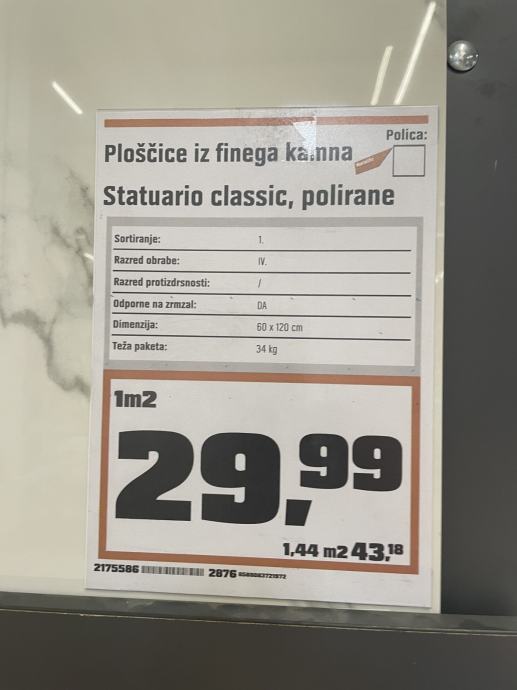 Polica:
Ploščice iz finega kamna
Statuario classic, polirane
Sortiranje: 1.
Razred obrabe: IV.
Razred protizdrsnosti: /
Odporne na zrmzal: DA
Dimenzija: 60 x 120 cm
Teža paketa: 34 kg
1m2
29,99
1,44 m2 43,18
2175586 2876